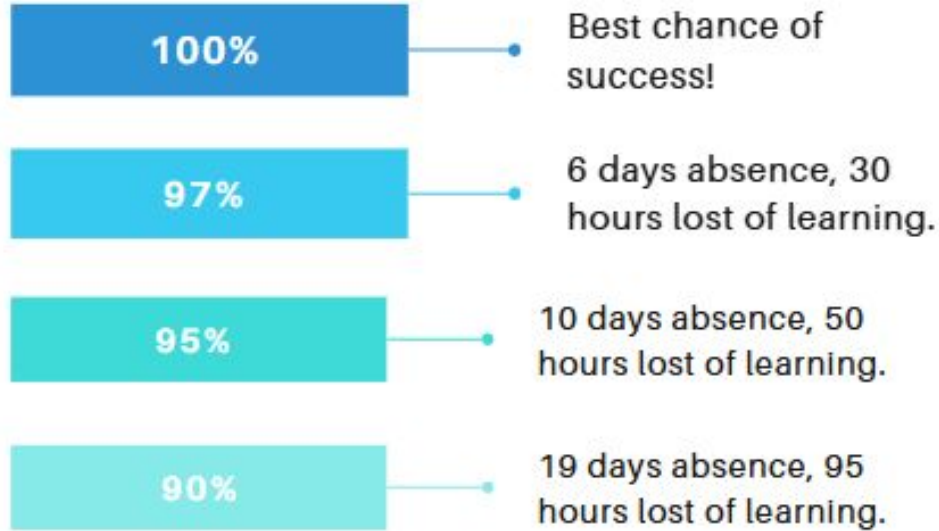 100%
Best chance of
success!
97%
6 days absence, 30
hours lost of learning.
95%
10 days absence, 50
hours lost of learning.
90%
19 days absence, 95
hours lost of learning.